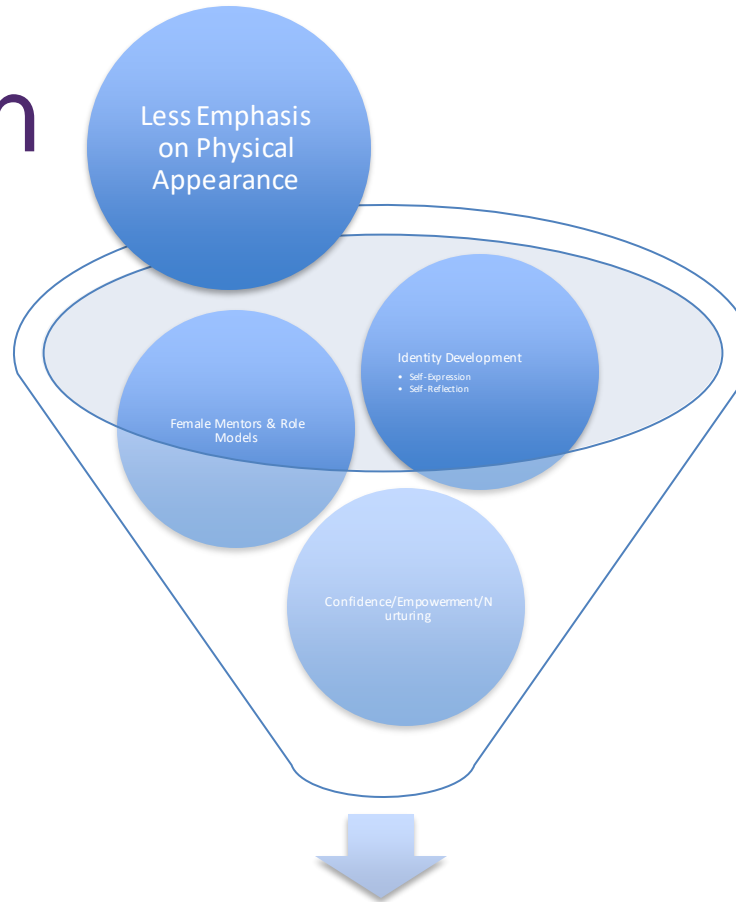 n
Less Emphasis
on Physical
Appearance
Identity Development
• Self-Expression
• Self-Reflection
Female Mentors & Role
Models
Confidence/Empowerment/N
urturing